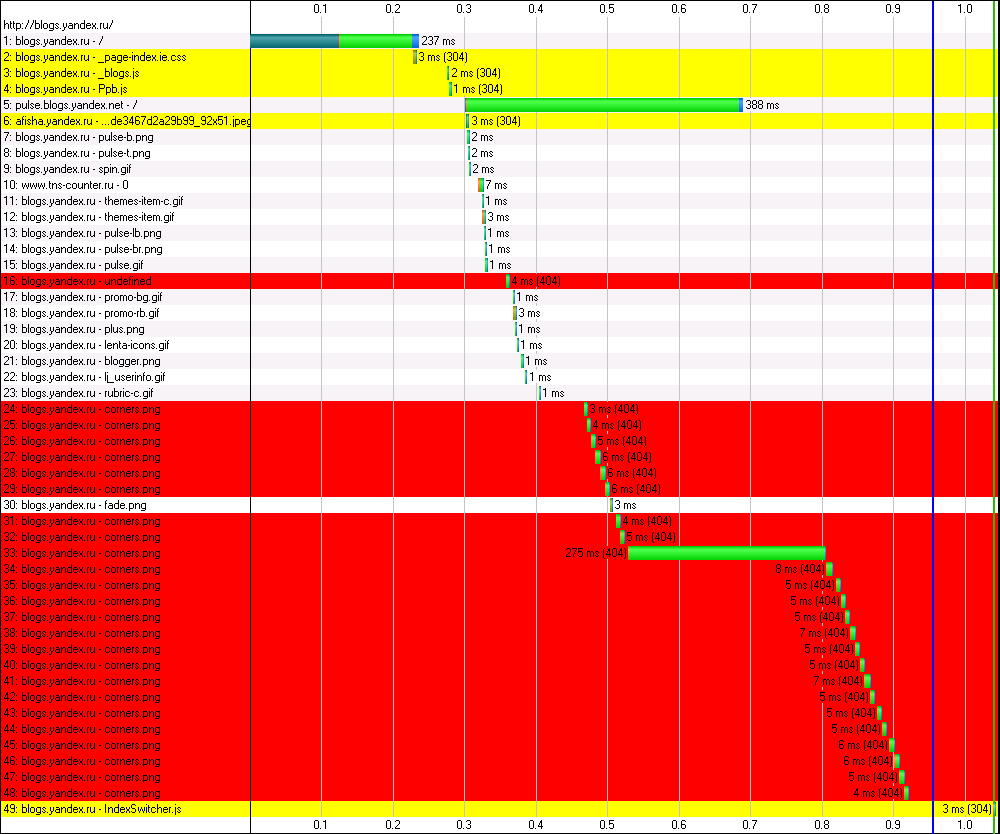 0.1 0.2 0.3 0.4 0.5 0.6 0.7 0.8 0.9 1.0
http://blogs.yandex.ru/
1: blogs.yandex.ru - / 237 ms
2: blogs.yandex.ru - _page-index.ie.css 3 ms (304)
3: blogs.yandex.ru - _blogs.js 2 ms (304)
4: blogs.yandex.ru - Ppb.js 1 ms (304)
5: pulse.blogs.yandex.net - / 388 ms
6: afisha.yandex.ru - ...de3467d2a29b99_92x51.jpeg 3 ms (304)
7: blogs.yandex.ru - pulse-b.png 2 ms
8: blogs.yandex.ru - pulse-t.png 2 ms
9: blogs.yandex.ru - spin.gif 2 ms
10: www.tns-counter.ru - 0 7 ms
11: blogs.yandex.ru - themes-item-c.gif 1 ms
12: blogs.yandex.ru - themes-item.gif 3 ms
13: blogs.yandex.ru - pulse-lb.png 1 ms
14: blogs.yandex.ru - pulse-br.png 1 ms
15: blogs.yandex.ru - pulse.gif 1 ms
16: blogs.yandex.ru - undefined 4 ms (404)
17: blogs.yandex.ru - promo-bg.gif 1 ms
18: blogs.yandex.ru - promo-rb.gif 3 ms
19: blogs.yandex.ru - plus.png 1 ms
20: blogs.yandex.ru - lenta-icons.gif 1 ms
21: blogs.yandex.ru - blogger.png 1 ms
22: blogs.yandex.ru - lj_userinfo.gif 1 ms
23: blogs.yandex.ru - rubric-c.gif 1 ms
24: blogs.yandex.ru - corners.png 3 ms (404)
25: blogs.yandex.ru - corners.png 4 ms (404)
26: blogs.yandex.ru - corners.png 5 ms (404)
27: blogs.yandex.ru - corners.png 6 ms (404)
28: blogs.yandex.ru - corners.png 6 ms (404)
29: blogs.yandex.ru - corners.png 6 ms (404)
30: blogs.yandex.ru - fade.png 3 ms
31: blogs.yandex.ru - corners.png 4 ms (404)
32: blogs.yandex.ru - corners.png 5 ms (404)
33: blogs.yandex.ru - corners.png 275 ms (404)
34: blogs.yandex.ru - corners.png 8 ms (404)
35: blogs.yandex.ru - corners.png 5 ms (404)
36: blogs.yandex.ru - corners.png 5 ms (404)
37: blogs.yandex.ru - corners.png 5 ms (404)
38: blogs.yandex.ru - corners.png 7 ms (404)
39: blogs.yandex.ru - corners.png 5 ms (404)
40: blogs.yandex.ru - corners.png 5 ms (404)
41: blogs.yandex.ru - corners.png 7 ms (404)
42: blogs.yandex.ru - corners.png 5 ms (404)
43: blogs.yandex.ru - corners.png 5 ms (404)
44: blogs.yandex.ru - corners.png 5 ms (404)
45: blogs.yandex.ru - corners.png 6 ms (404)
46: blogs.yandex.ru - corners.png 6 ms (404)
47: blogs.yandex.ru - corners.png 5 ms (404)
48: blogs.yandex.ru - corners.png 4 ms (404)
49: blogs.yandex.ru - IndexSwitcher.js 3 ms (304)
0.1 0.2 0.3 0.4 0.5 0.6 0.7 0.8 0.9 1.0